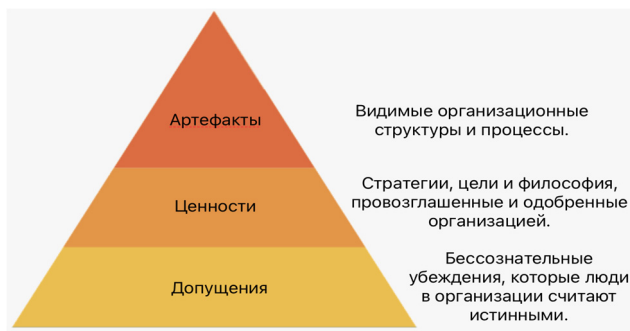 Артефакты
Видимые организационные
структуры и процессы.
Ценности
Стратегии, цели и философия,
провозглашенные и одобренные
организацией.
Допущения
Бессознательные
убеждения, которые люди
в организации считают
истинными.